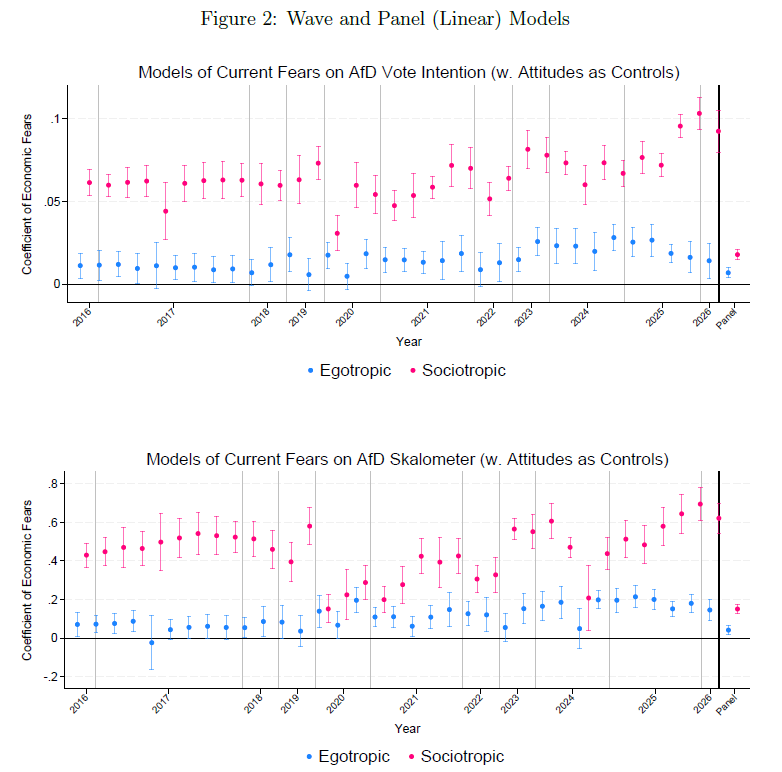 Figure 2: Wave and Panel (Linear) Models
Models of Current Fears on AfD Vote Intention (w. Attitudes as Controls)
Coefficient of Economic Fears
.1
.05
0
2016
2017
2018
2019
2020
2021
2022
2023
2024
2025
2026
Panel
Year
Egotropic
Sociotropic
Models of Current Fears on AfD Skalometer (w. Attitudes as Controls)
Coefficient of Economic Fears
.8
.6
.4
.2
0
-.2
2016
2017
2018
2019
2020
2021
2022
2023
2024
2025
2026
Panel
Year
Egotropic
Sociotropic